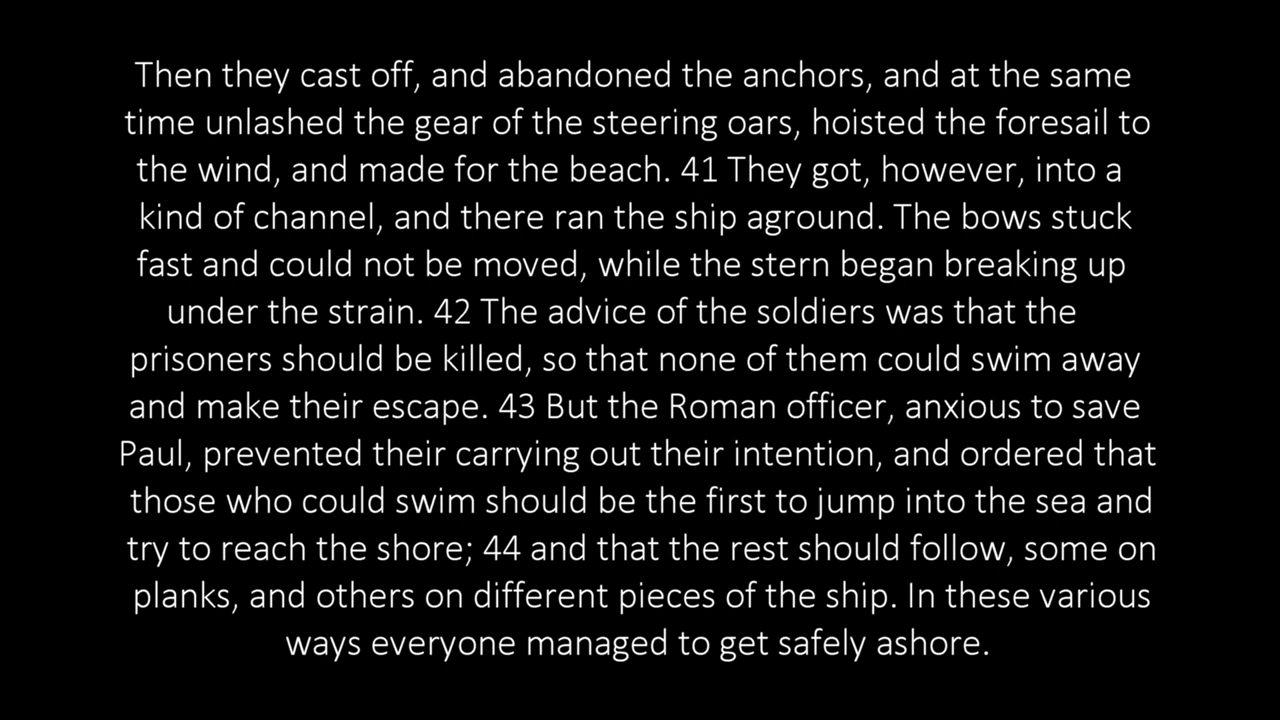 Then they cast off, and abandoned the anchors, and at the same
time unlashed the gear of the steering oars, hoisted the foresail to
the wind, and made for the beach. 41 They got, however, into a
kind of channel, and there ran the ship aground. The bows stuck
fast and could not be moved, while the stern began breaking up
under the strain. 42 The advice of the soldiers was that the
prisoners should be killed, so that none of them could swim away
and make their escape. 43 But the Roman officer, anxious to save
Paul, prevented their carrying out their intention, and ordered that
those who could swim should be the first to jump into the sea and
try to reach the shore; 44 and that the rest should follow, some on
planks, and others on different pieces of the ship. In these various
ways everyone managed to get safely ashore.